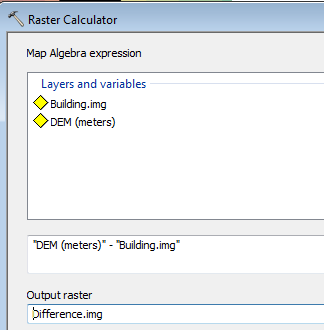 Raster Calculator
Map Algebra expression
Layers and variables
Building.img
DEM (meters)
"DEM (meters)" - "Building.img"
Output raster
Difference.img